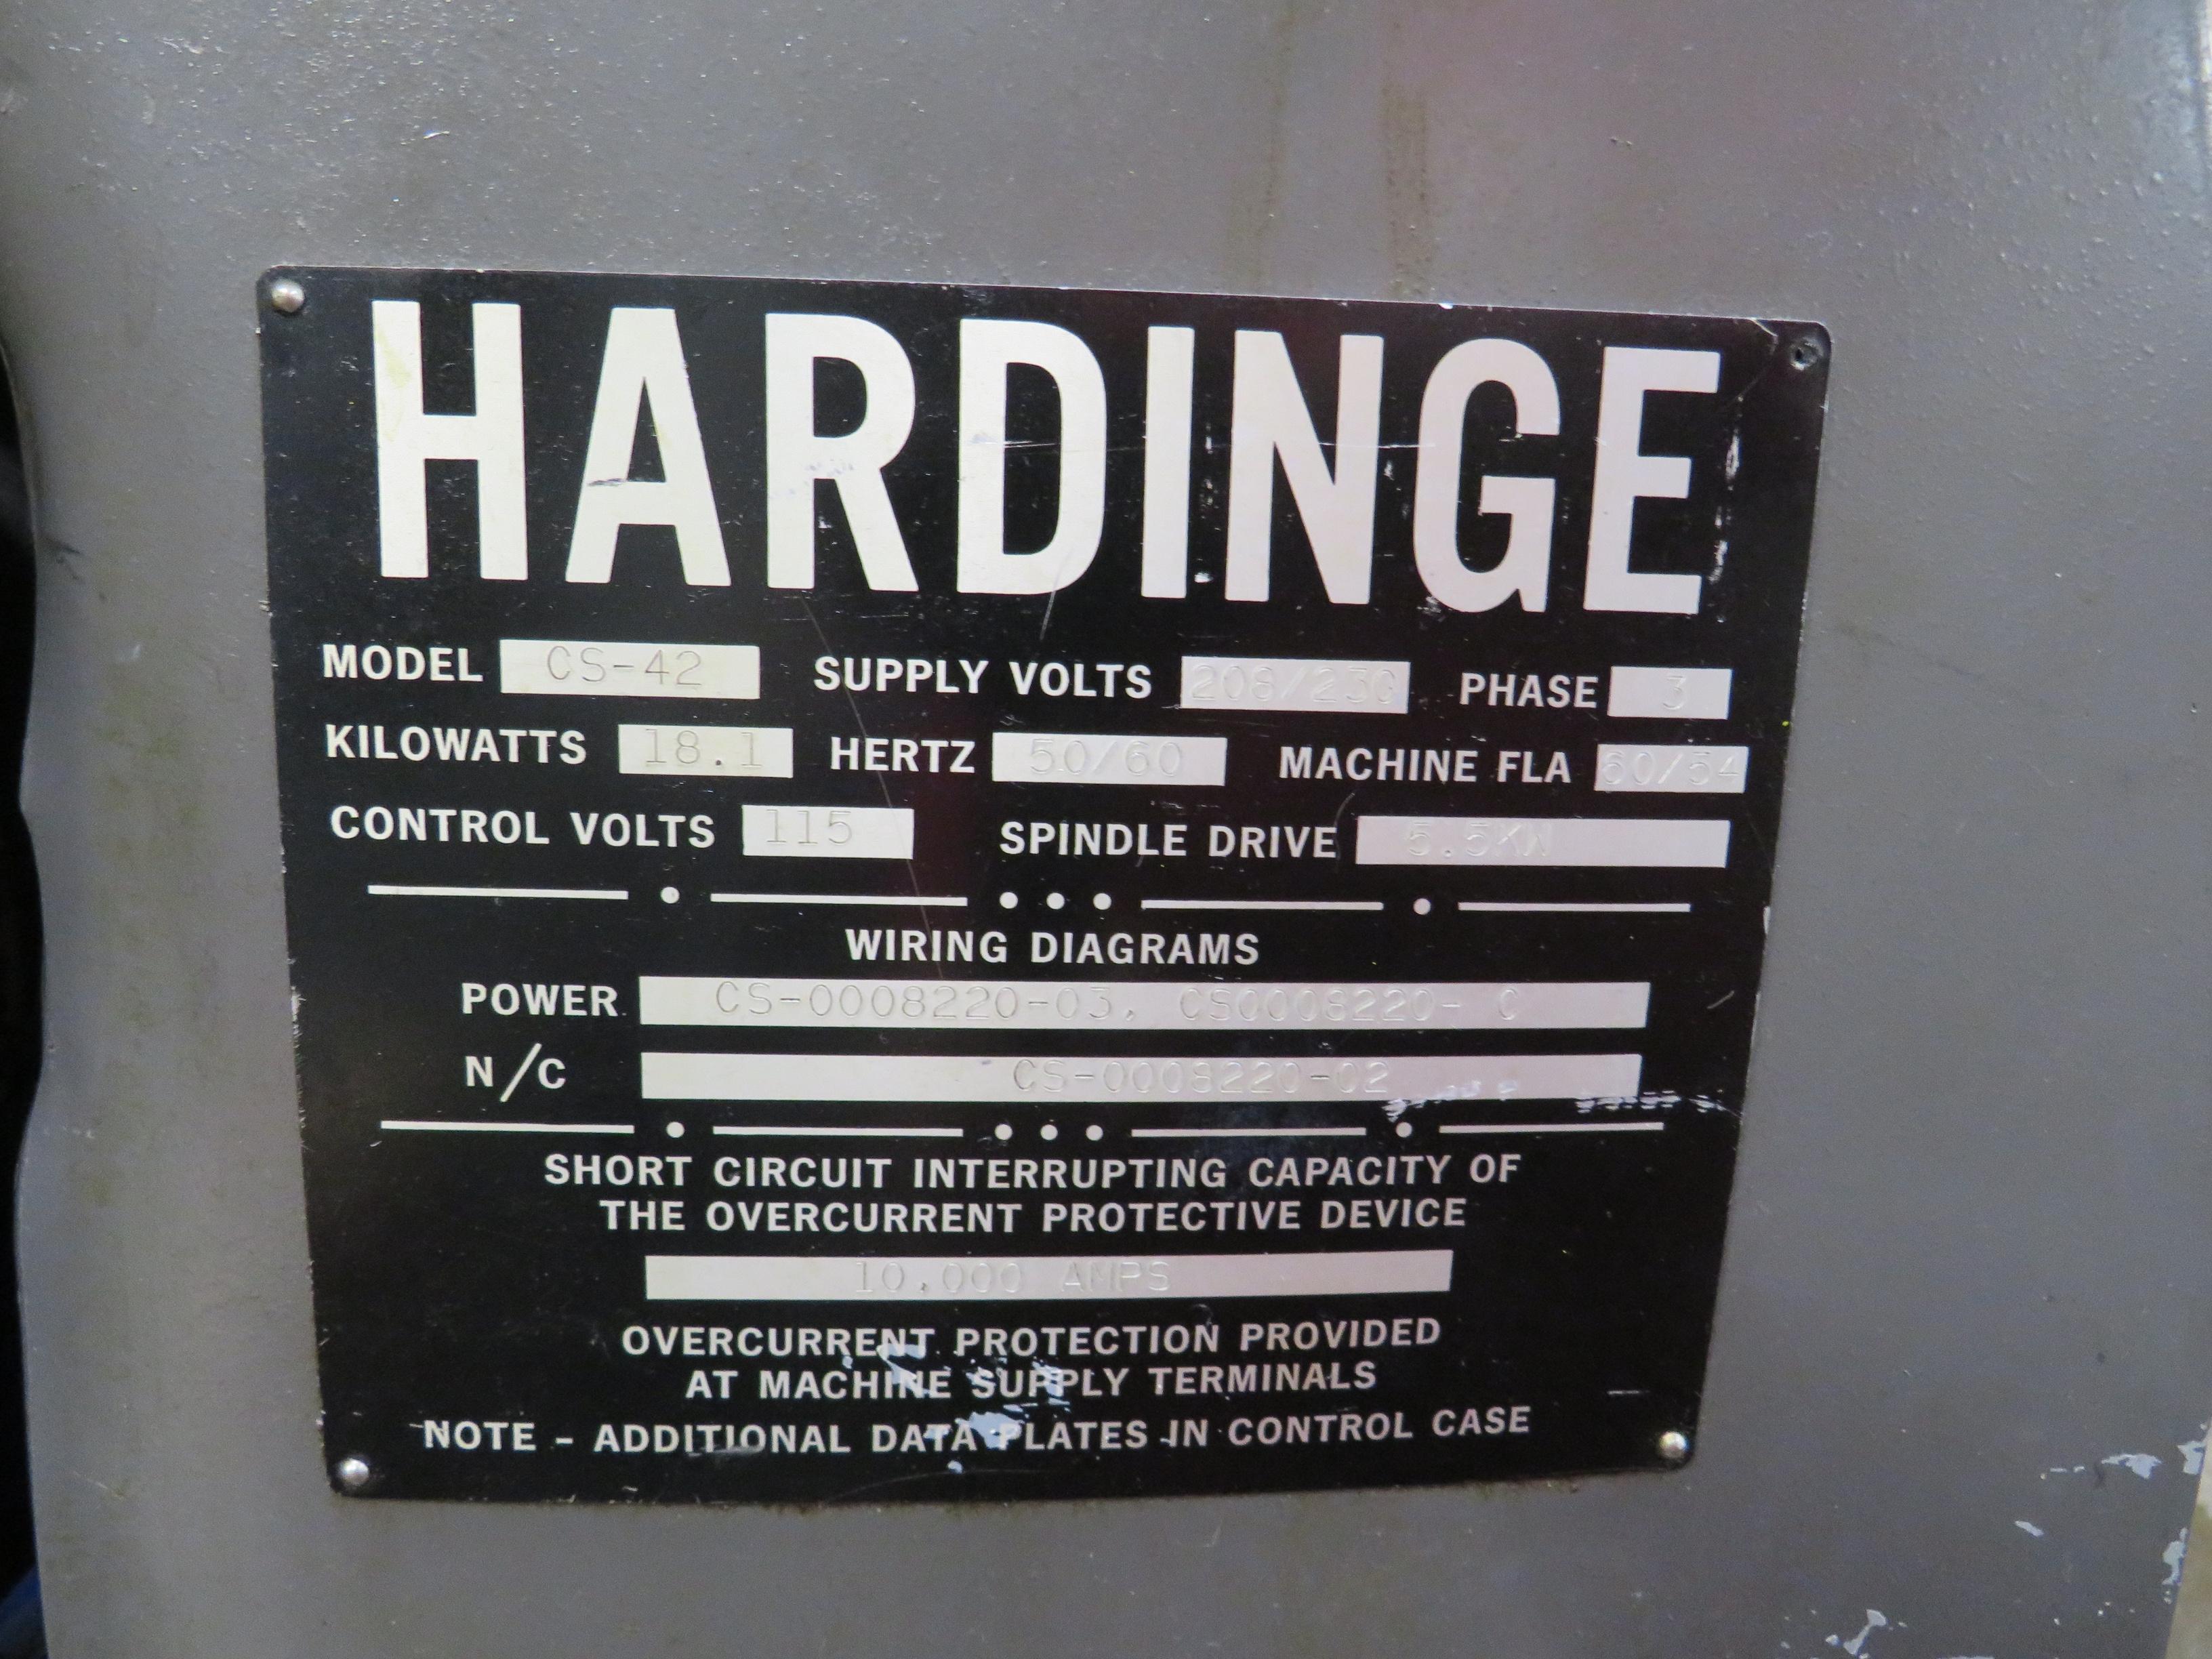 HARDINGE
MODEL CS-42 SUPPLY VOLTS 208/230 PHASE 3
KILOWATTS 18.1 HERTZ 50/60 MACHINE FLA 60/54
CONTROL VOLTS 115 SPINDLE DRIVE
WIRING DIAGRAMS
POWER CS-0008220-03,
N/C CS-0008220-02
SHORT CIRCUIT INTERRUPTING CAPACITY OF
THE OVERCURRENT PROTECTIVE DEVICE
10,000 AMPS
OVERCURRENT PROTECTION PROVIDED
AT MACHINE SUPPLY TERMINALS
NOTE - ADDITIONAL DATA PLATES IN CONTROL CASE